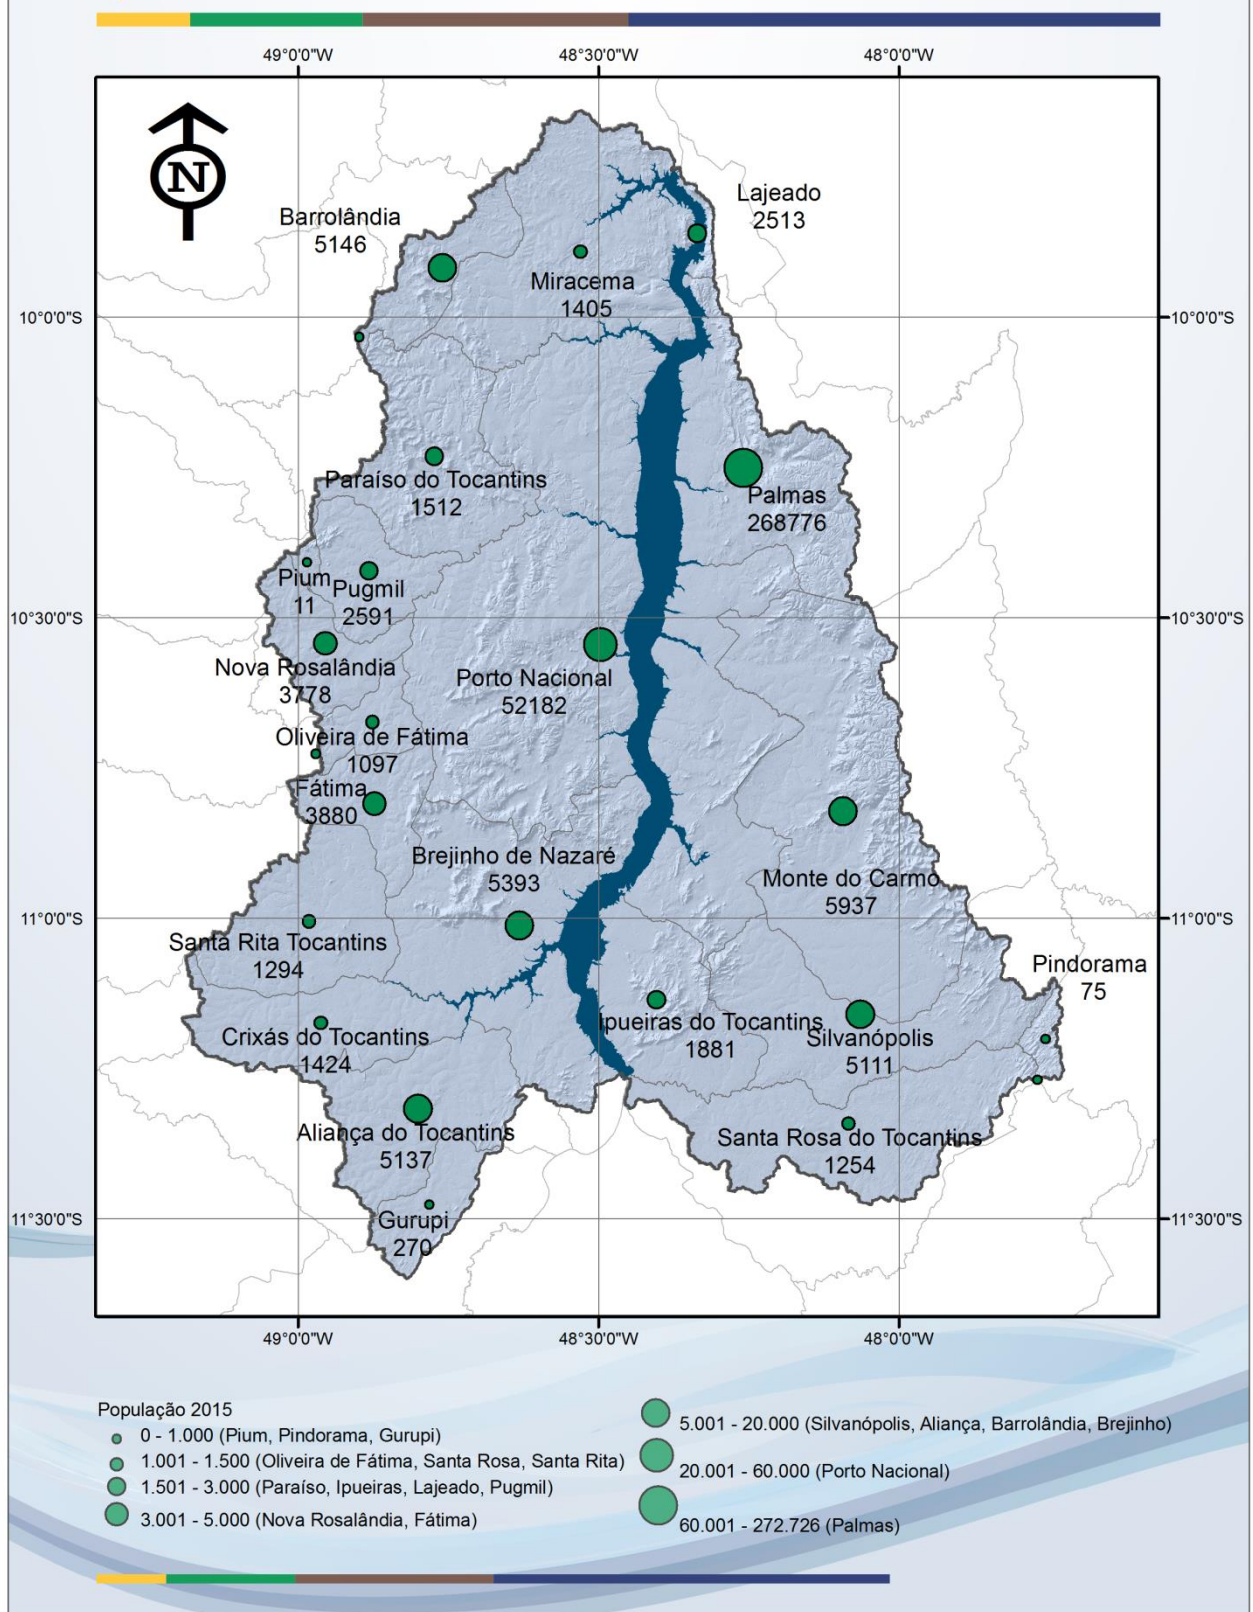 49°0'0"W
48°30'0"W
48°0'0"W
N
Lajeado
2513
Barrolândia
5146
Miracema
1405
10°0'0"S
10°0'0"S
Paraíso do Tocantins
1512
Palmas
268776
Pium
11
Pugmil
2591
10°30'0"S
10°30'0"S
Nova Rosalândia
3778
Porto Nacional
52182
Oliveira de Fátima
1097
Fátima
3880
Brejinho de Nazaré
5393
Monte do Carmo
5937
11°0'0"S
11°0'0"S
Santa Rita Tocantins
1294
Pindorama
75
Crixás do Tocantins
1424
Ipueiras do Tocantins
1881
Silvanópolis
5111
Aliança do Tocantins
5137
Santa Rosa do Tocantins
1254
11°30'0"S
11°30'0"S
Gurupi
270
49°0'0"W
48°30'0"W
48°0'0"W
População 2015
0 - 1.000 (Pium, Pindorama, Gurupi)
1.001 - 1.500 (Oliveira de Fátima, Santa Rosa, Santa Rita)
1.501 - 3.000 (Paraíso, Ipueiras, Lajeado, Pugmil)
3.001 - 5.000 (Nova Rosalândia, Fátima)
5.001 - 20.000 (Silvanópolis, Aliança, Barrolândia, Brejinho)
20.001 - 60.000 (Porto Nacional)
60.001 - 272.726 (Palmas)